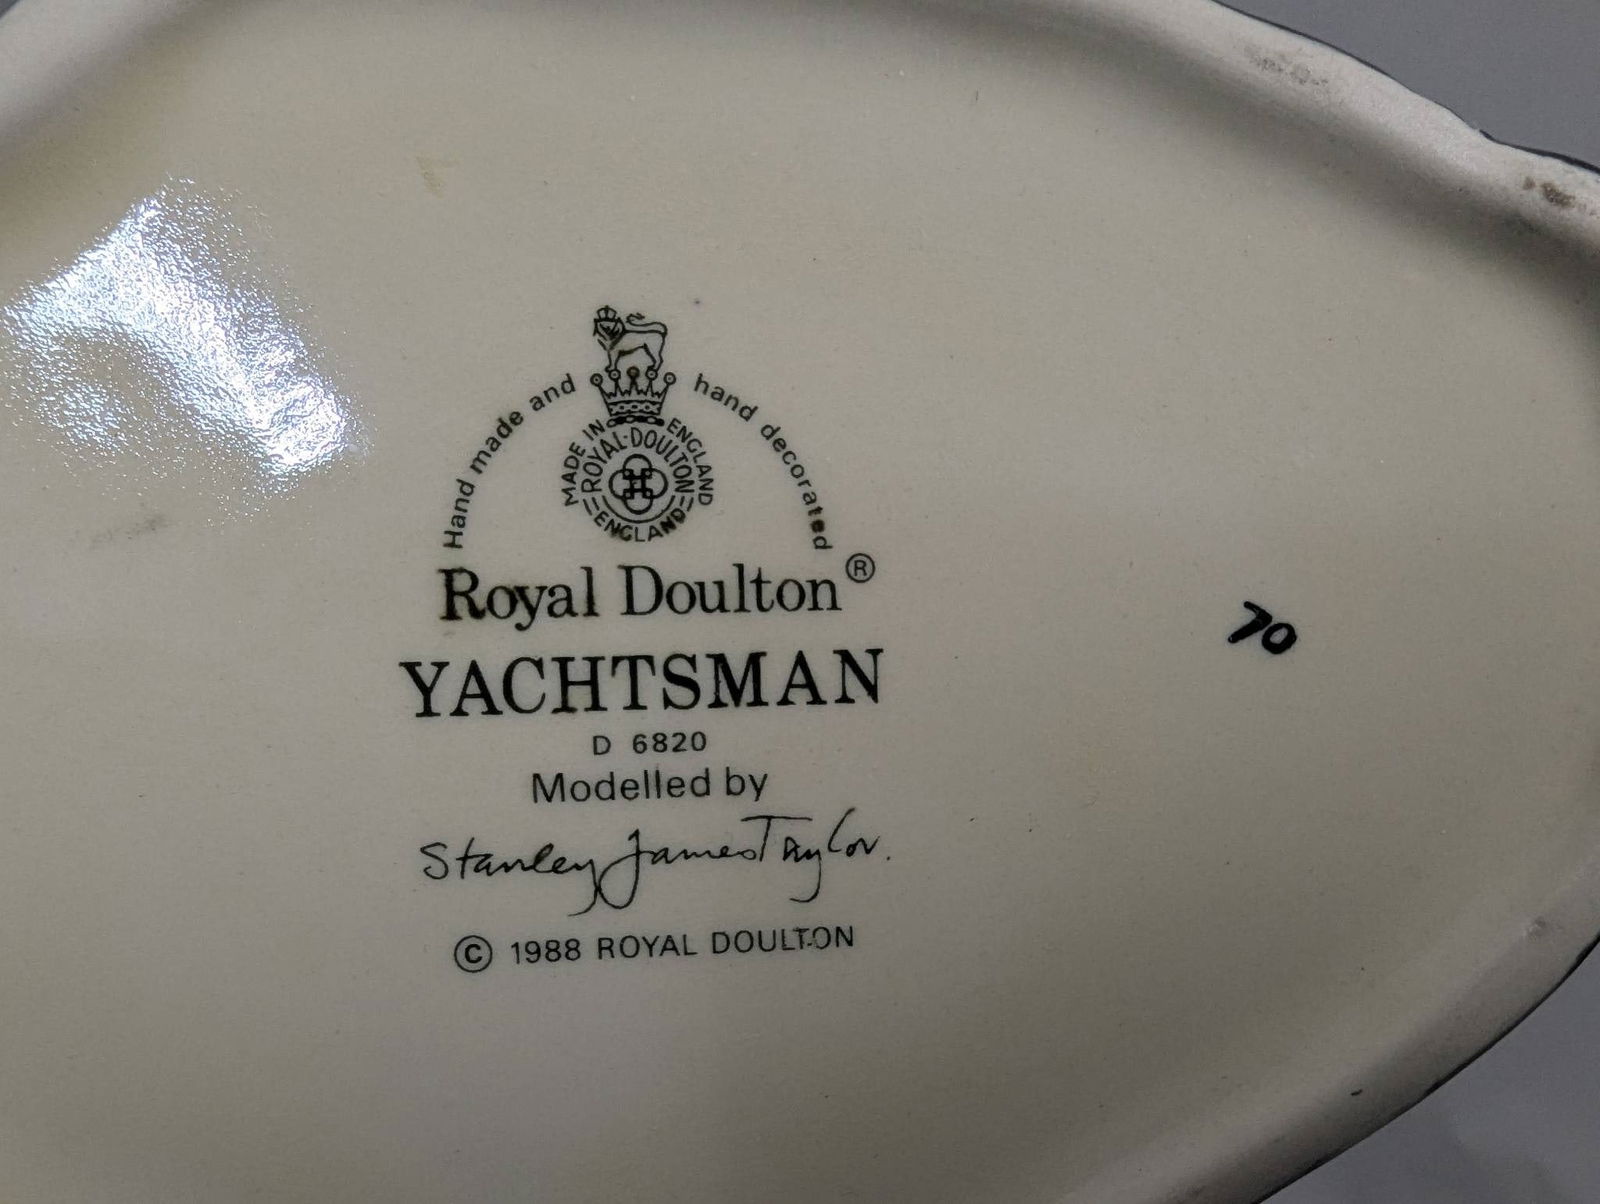 Hand made and hand decorated
MADE IN ENGLAND
ROYAL·DOULTON
ENGLAND
Royal Doulton®
YACHTSMAN
D 6820
Modelled by
Stanley James Taylor.
© 1988 ROYAL DOULTON
70